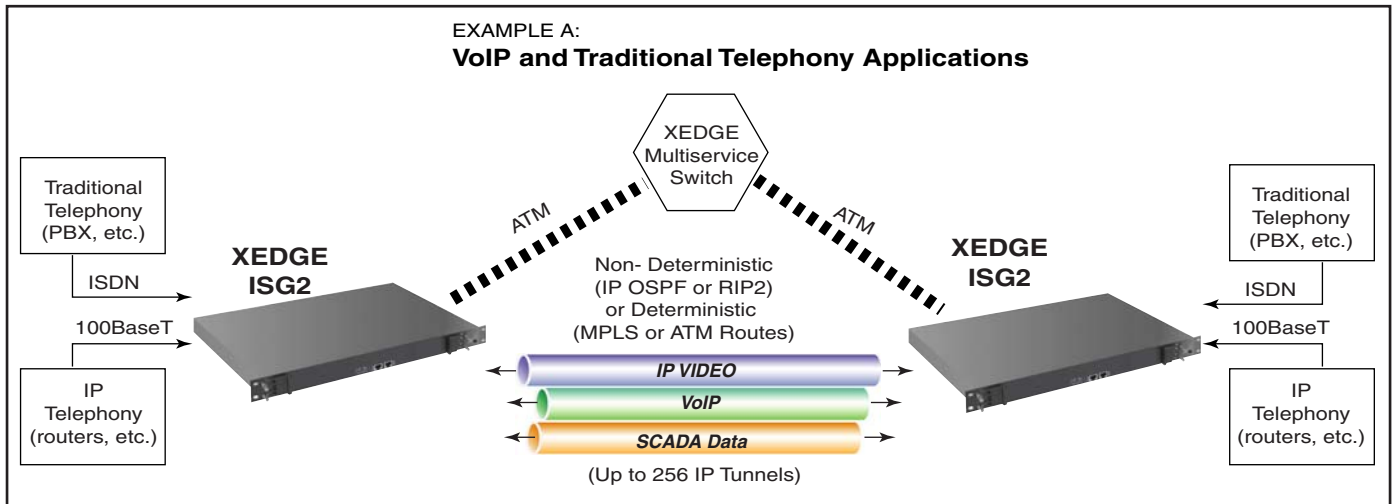 EXAMPLE A:
VoIP and Traditional Telephony Applications
XEDGE
Multiservice
Switch
ATM
ATM
Traditional
Telephony
(PBX, etc.)
ISDN
XEDGE
ISG2
100BaseT
IP
Telephony
(routers, etc.)
Non- Deterministic
(IP OSPF or RIP2)
or Deterministic
(MPLS or ATM Routes)
IP VIDEO
VoIP
SCADA Data
(Up to 256 IP Tunnels)
XEDGE
ISG2
Traditional
Telephony
(PBX, etc.)
ISDN
100BaseT
IP
Telephony
(routers, etc.)